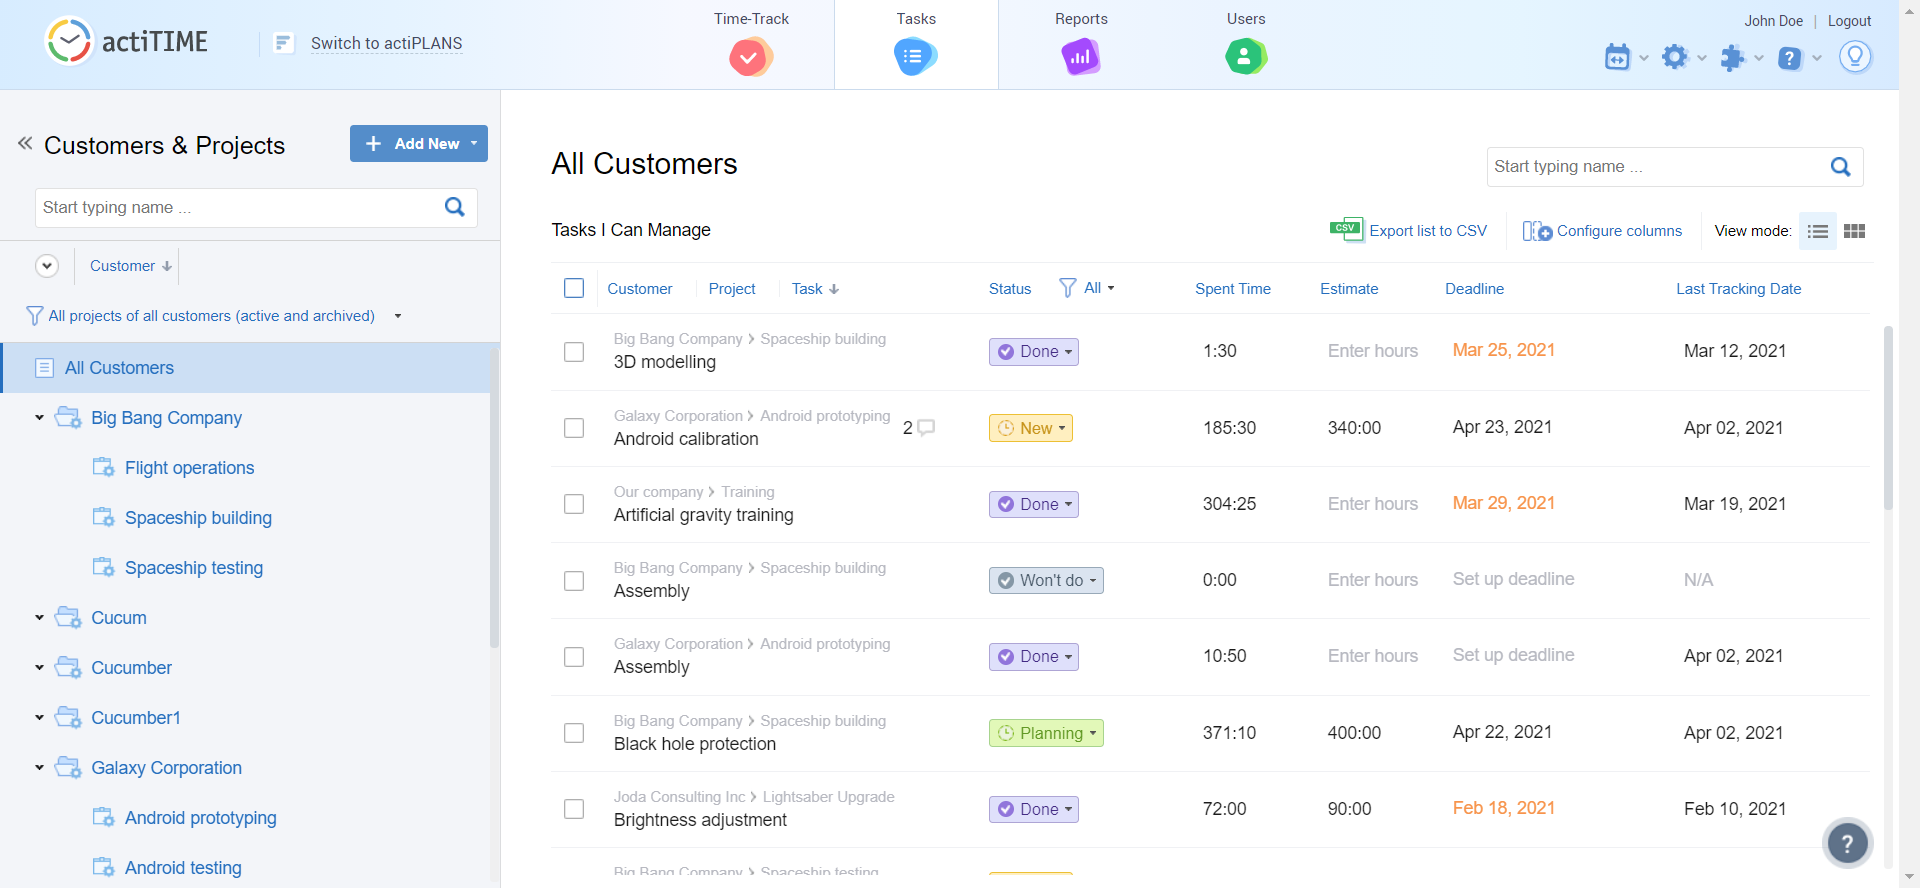 Time-Track
Tasks
Reports
Users
John Doe | Logout
actiTIME
Switch to actiPLANS
Customers & Projects
+ Add New
Start typing name ...
Customer
All projects of all customers (active and archived)
All Customers
Big Bang Company
Flight operations
Spaceship building
Spaceship testing
Cucum
Cucumber
Cucumber1
Galaxy Corporation
Android prototyping
Android testing
All Customers
Start typing name ...
Tasks I Can Manage
CSV Export list to CSV
Configure columns
View mode:
Customer Project Task Status All Spent Time Estimate Deadline Last Tracking Date
Big Bang Company > Spaceship building
3D modelling Done 1:30 Enter hours Mar 25, 2021 Mar 12, 2021
Galaxy Corporation > Android prototyping
Android calibration 2 New 185:30 340:00 Apr 23, 2021 Apr 02, 2021
Our company > Training
Artificial gravity training Done 304:25 Enter hours Mar 29, 2021 Mar 19, 2021
Big Bang Company > Spaceship building
Assembly Won't do 0:00 Enter hours Set up deadline N/A
Galaxy Corporation > Android prototyping
Assembly Done 10:50 Enter hours Set up deadline Apr 02, 2021
Big Bang Company > Spaceship building
Black hole protection Planning 371:10 400:00 Apr 22, 2021 Apr 02, 2021
Joda Consulting Inc > Lightsaber Upgrade
Brightness adjustment Done 72:00 90:00 Feb 18, 2021 Feb 10, 2021
Big Bang Company > Spaceship testing
?